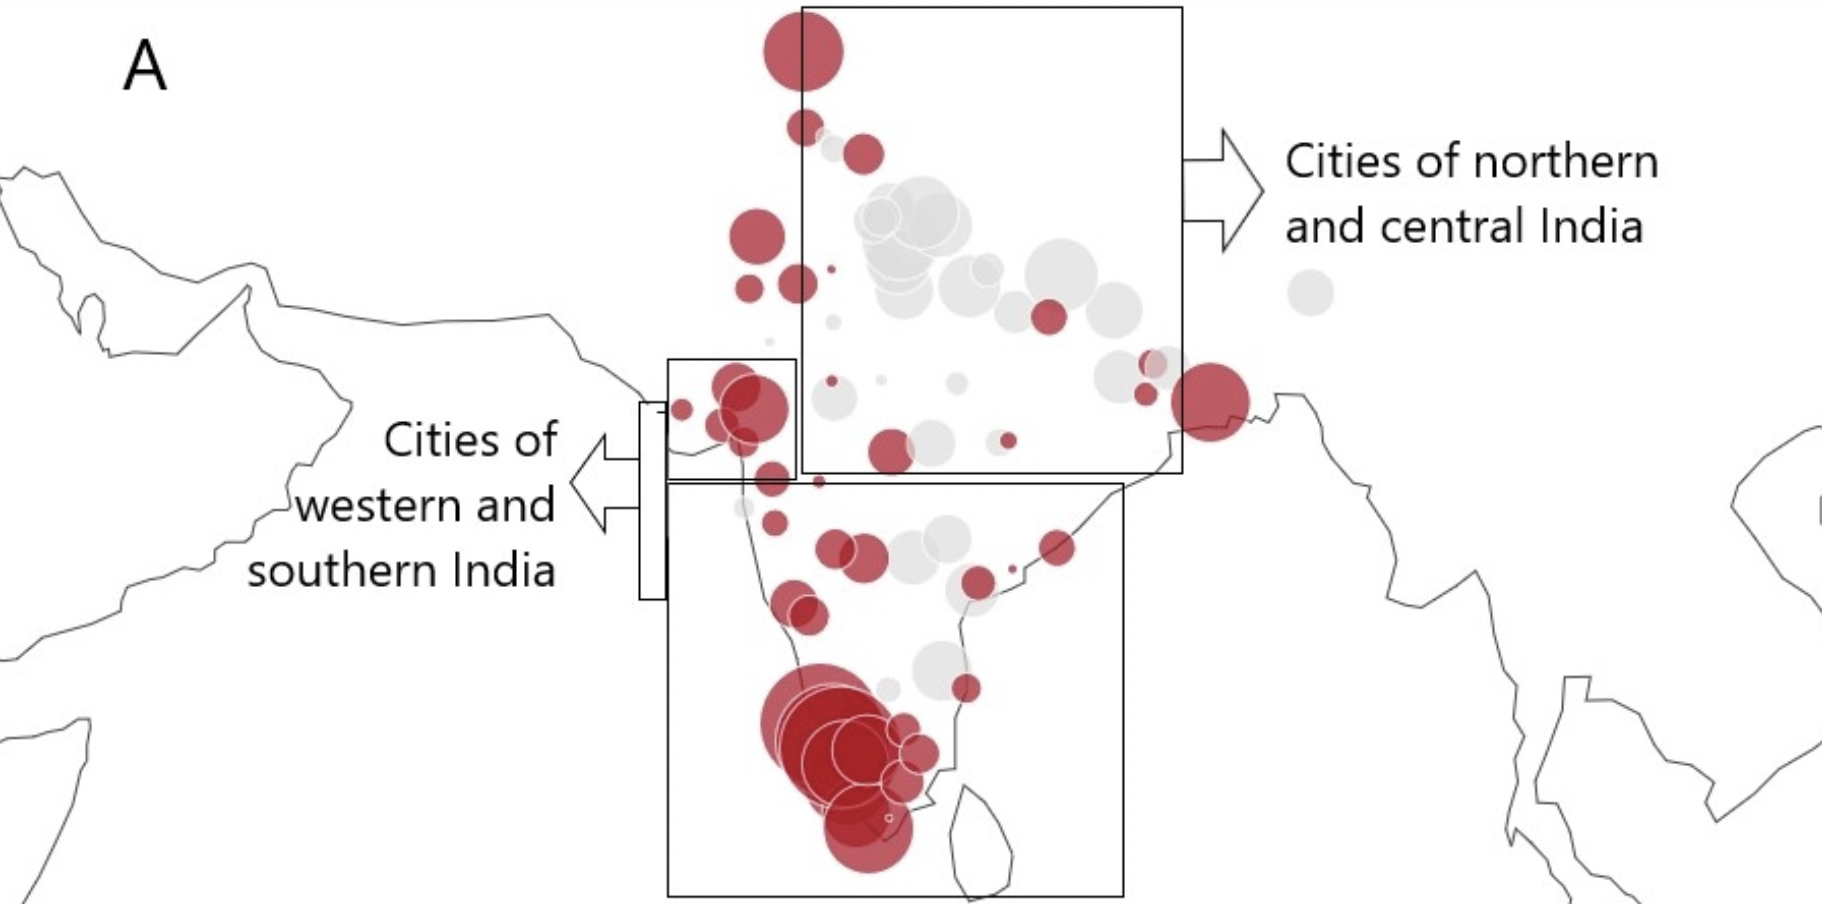 A
Cities of northern
and central India
Cities of
western and
southern India